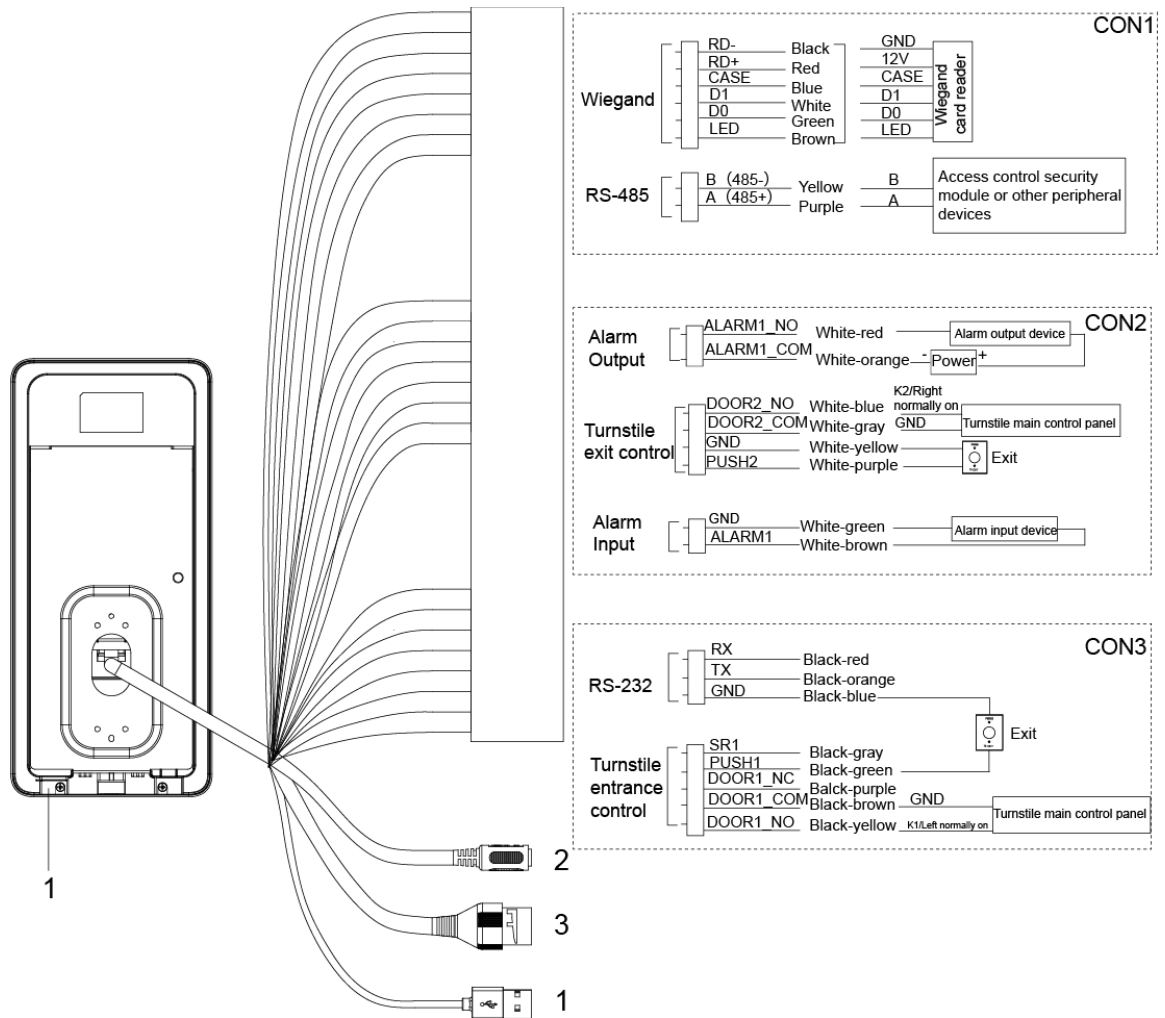 CON1
Wiegand
RD- Black GND
RD+ Red 12V
CASE Blue CASE
D1 White D1
D0 Green D0
LED Brown LED
Wiegand
card reader
RS-485
B（485-） Yellow B
A（485+） Purple A
Access control security
module or other peripheral
devices
CON2
Alarm
Output
ALARM1_NO White-red Alarm output device
ALARM1_COM White-orange - Power +
Turnstile
exit control
K2/Right
normally on
DOOR2_NO White-blue
DOOR2_COM White-gray GND Turnstile main control panel
GND White-yellow
PUSH2 White-purple
Exit
Alarm
Input
GND White-green Alarm input device
ALARM1 White-brown
CON3
RS-232
RX Black-red
TX Black-orange
GND Black-blue
Exit
Turnstile
entrance
control
SR1 Black-gray
PUSH1 Black-green
DOOR1_NC Balck-purple
DOOR1_COM Black-brown GND Turnstile main control panel
DOOR1_NO Black-yellow K1/Left normally on
1
2
3
1